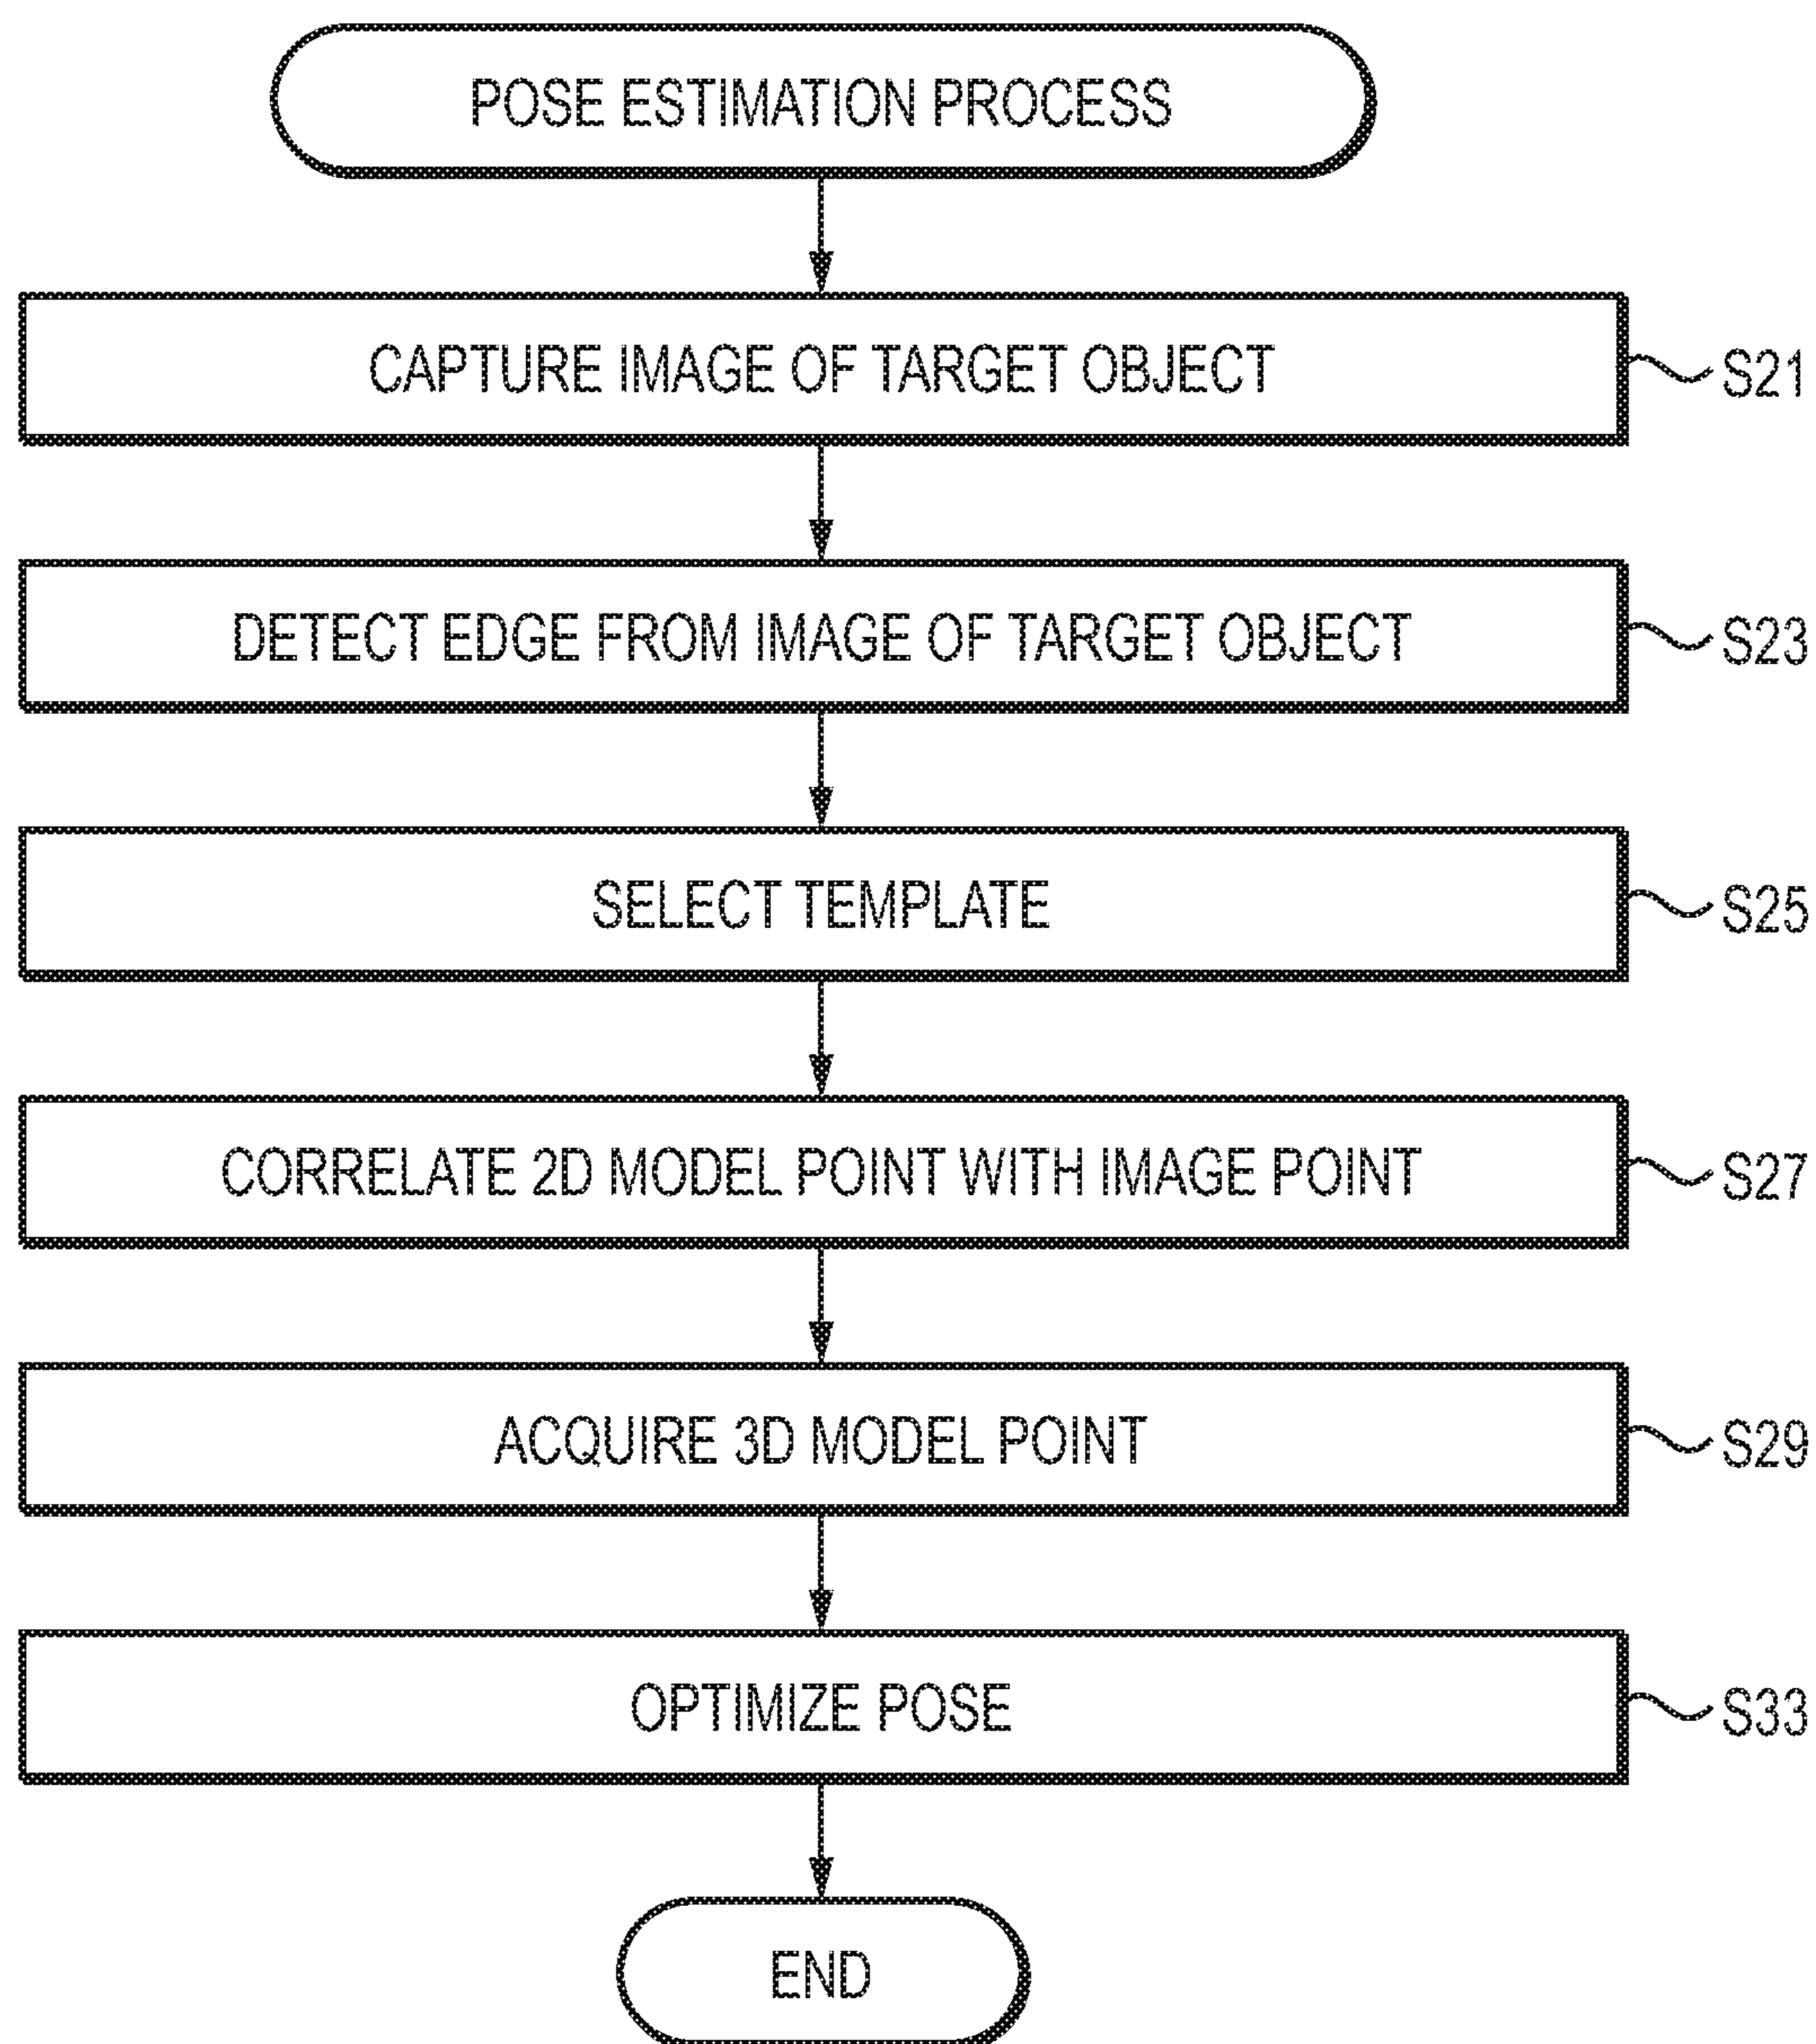 POSE ESTIMATION PROCESS
CAPTURE IMAGE OF TARGET OBJECT
S21
DETECT EDGE FROM IMAGE OF TARGET OBJECT
S23
SELECT TEMPLATE
S25
CORRELATE 2D MODEL POINT WITH IMAGE POINT
S27
ACQUIRE 3D MODEL POINT
S29
OPTIMIZE POSE
S33
END